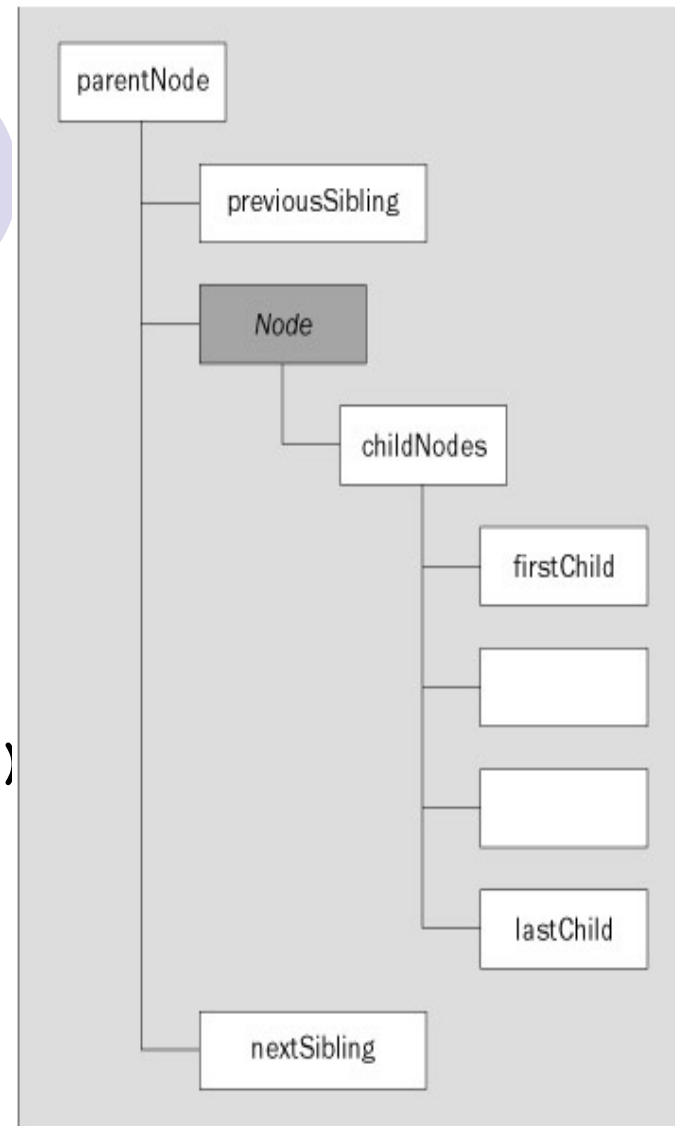 parentNode
previousSibling
Node
childNodes
firstChild
)
lastChild
nextSibling